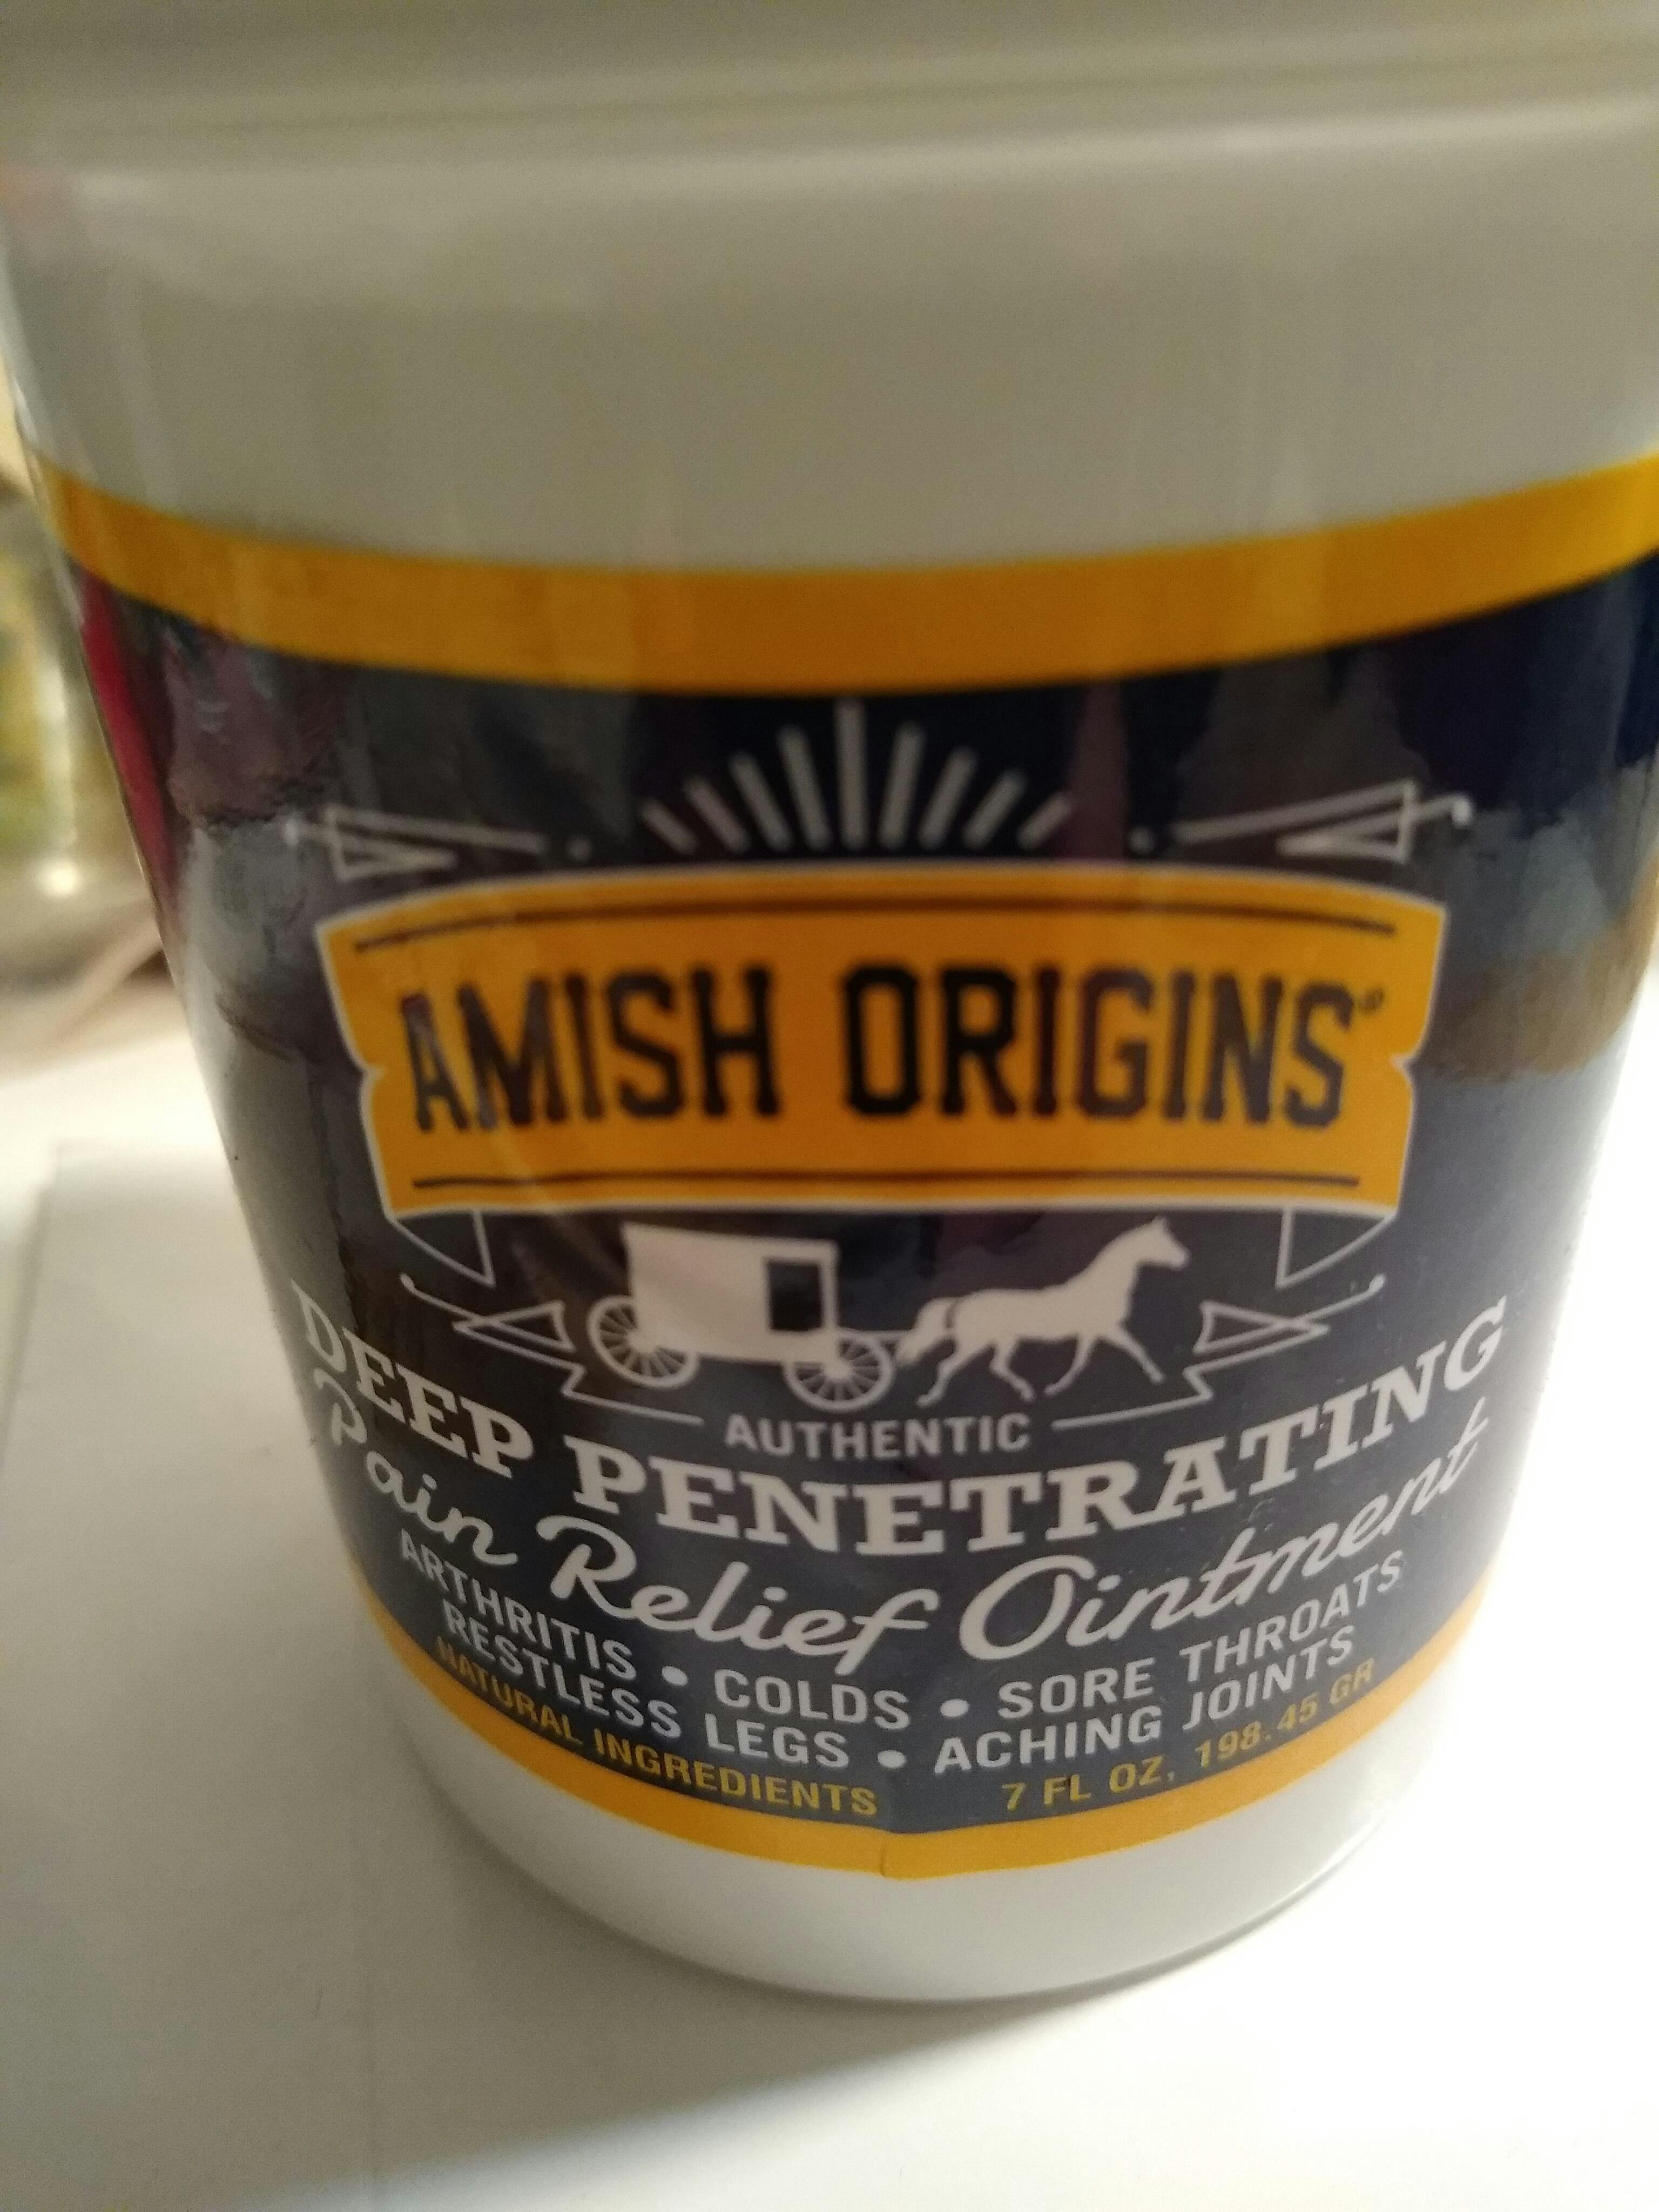 AMISH ORIGINS®
AUTHENTIC
DEEP PENETRATING
Pain Relief Ointment
ARTHRITIS • COLDS • SORE THROATS
RESTLESS LEGS • ACHING JOINTS
NATURAL INGREDIENTS 7 FL OZ, 198.45 GR